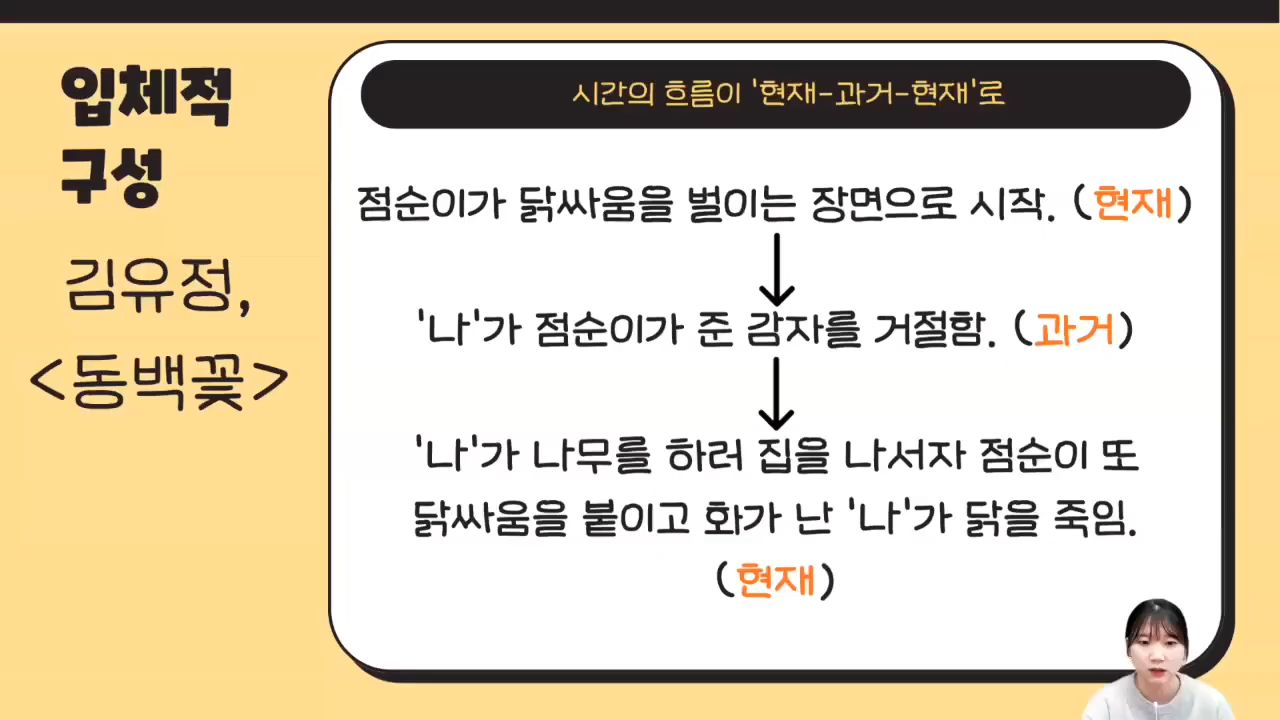 입체적
구성
김유정,
<동백꽃>
시간의 흐름이 '현재-과거-현재'로
점순이가 닭싸움을 벌이는 장면으로 시작. (현재)
'나'가 점순이가 준 감자를 거절함. (과거)
'나'가 나무를 하러 집을 나서자 점순이 또
닭싸움을 붙이고 화가 난 '나'가 닭을 죽임.
(현재)